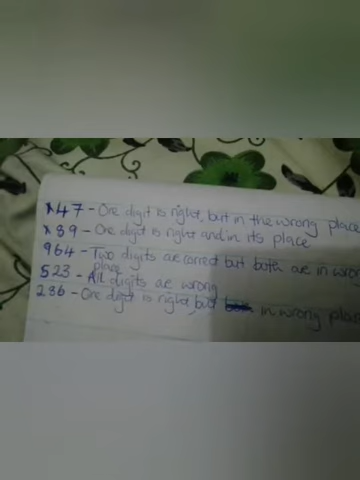 147 - One digit is right, but in the wrong place
189 - One digit is right and in its place
964 - Two digits are correct but both are in wrong
place
523 - All digits are wrong
286 - One digit is right, but in wrong place